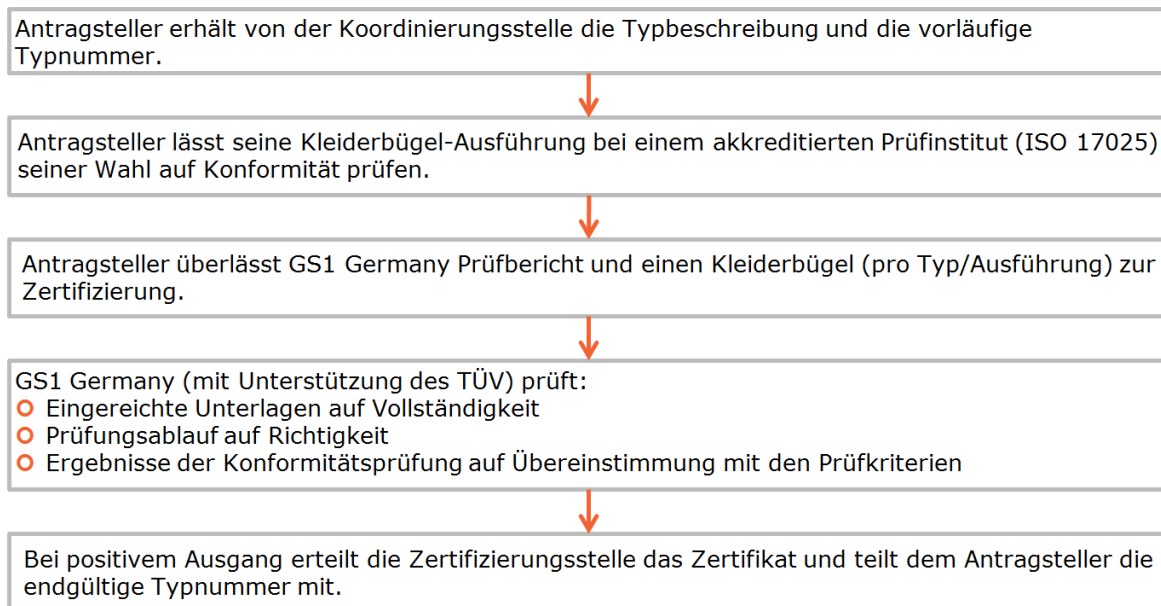 Antragsteller erhält von der Koordinierungsstelle die Typbeschreibung und die vorläufige
Typnummer.
Antragsteller lässt seine Kleiderbügel-Ausführung bei einem akkreditierten Prüfinstitut (ISO 17025)
seiner Wahl auf Konformität prüfen.
Antragsteller überlässt GS1 Germany Prüfbericht und einen Kleiderbügel (pro Typ/Ausführung) zur
Zertifizierung.
GS1 Germany (mit Unterstützung des TÜV) prüft:
Eingereichte Unterlagen auf Vollständigkeit
Prüfungsablauf auf Richtigkeit
Ergebnisse der Konformitätsprüfung auf Übereinstimmung mit den Prüfkriterien
Bei positivem Ausgang erteilt die Zertifizierungsstelle das Zertifikat und teilt dem Antragsteller die
endgültige Typnummer mit.